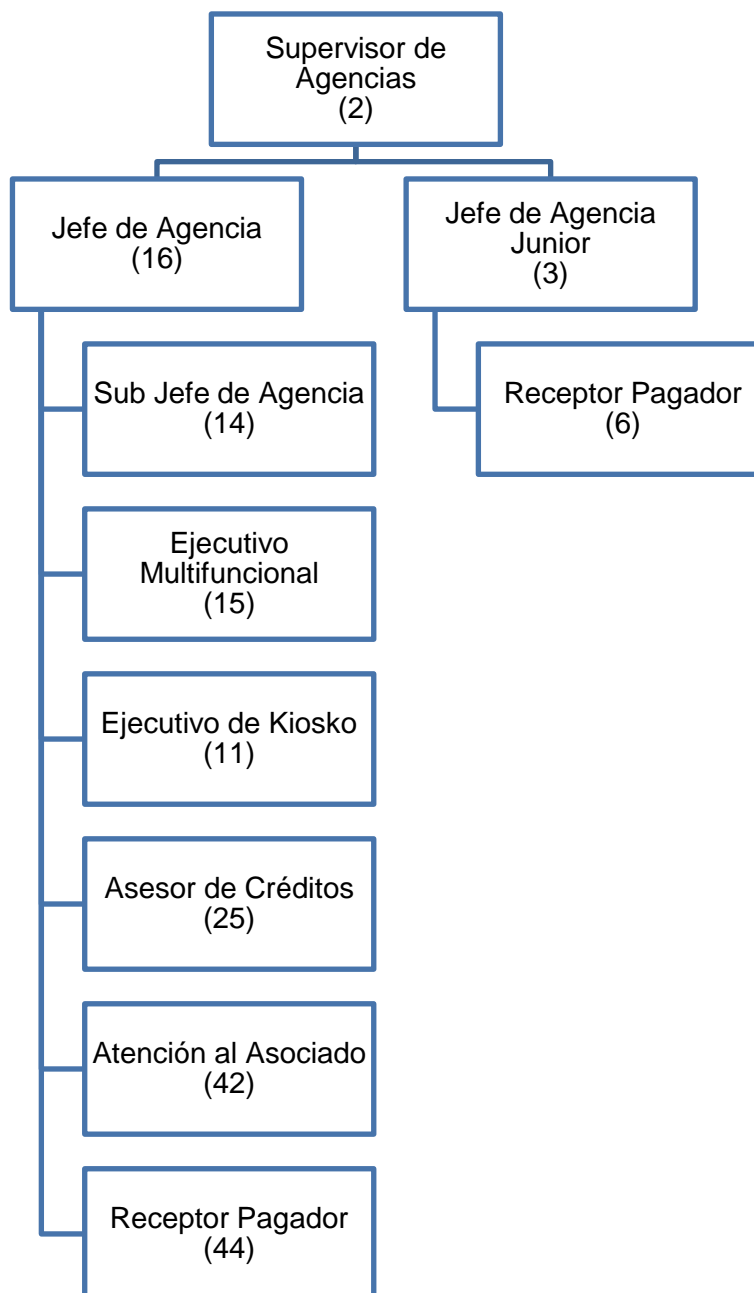 Supervisor de
Agencias
(2)
Jefe de Agencia
(16)
Jefe de Agencia
Junior
(3)
Sub Jefe de Agencia
(14)
Receptor Pagador
(6)
Ejecutivo
Multifuncional
(15)
Ejecutivo de Kiosko
(11)
Asesor de Créditos
(25)
Atención al Asociado
(42)
Receptor Pagador
(44)